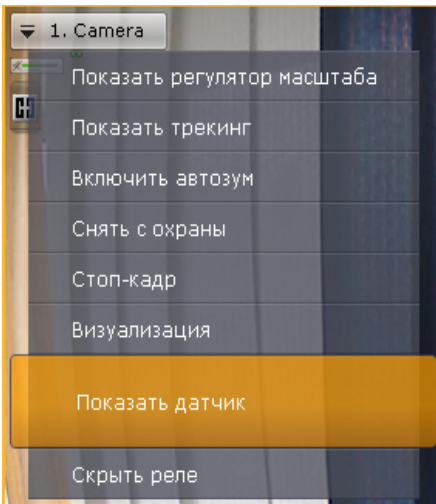 1. Camera
Показать регулятор масштаба
Показать трекинг
Включить автозум
Снять с охраны
Стоп-кадр
Визуализация
Показать датчик
Скрыть реле